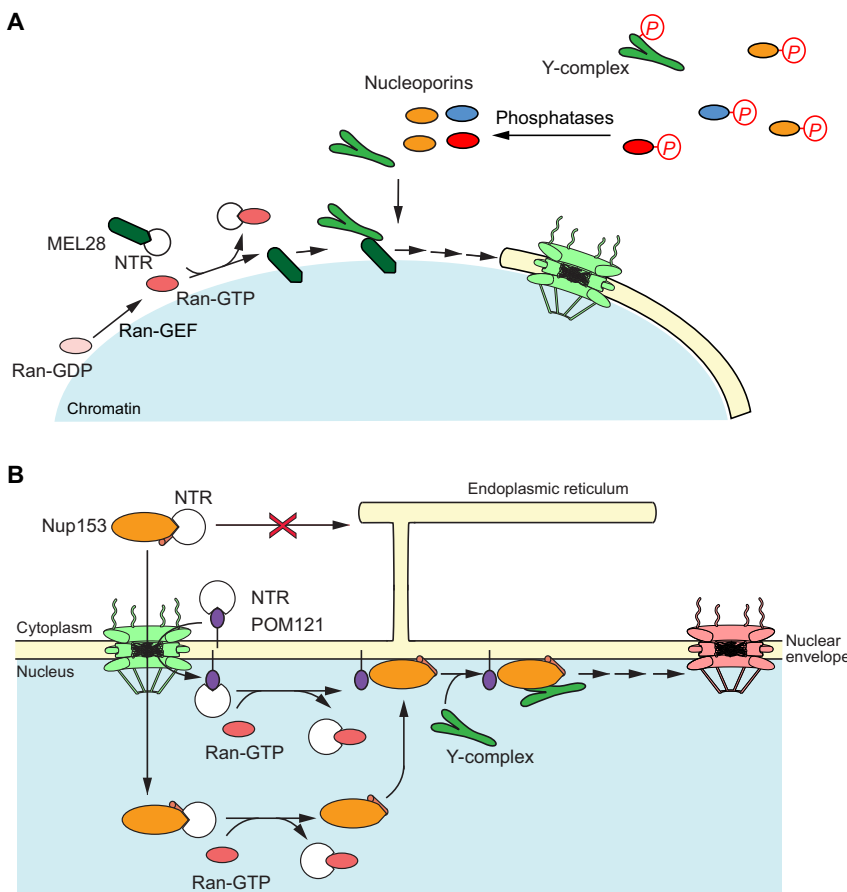 A
P
Y-complex
P
Nucleoporins
P
P
Phosphatases
P
MEL28
NTR
Ran-GTP
Ran-GEF
Ran-GDP
Chromatin
B
NTR
Endoplasmic reticulum
Nup153
NTR
POM121
Cytoplasm
Nucleus
Nuclear
envelope
Ran-GTP
Y-complex
Ran-GTP